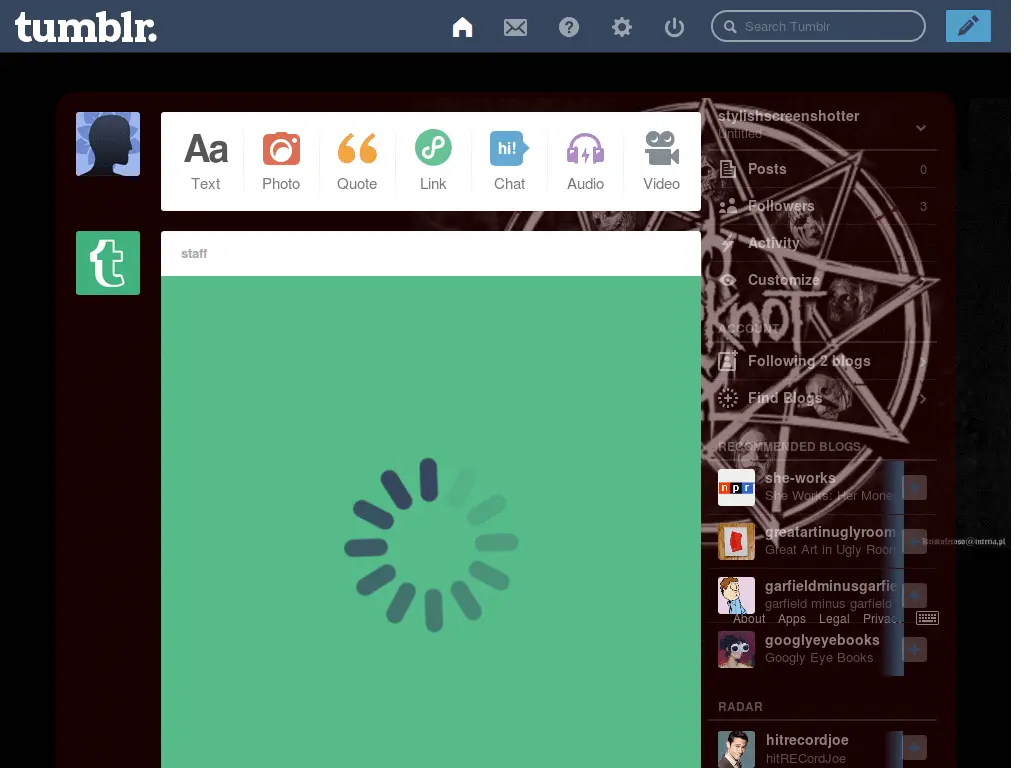 tumblr.
Search Tumblr
Aa
hi!
Text
Photo
Quote
Link
Chat
Audio
Video
staff
stylishscreenshotter
Untitled
Posts
0
Followers
3
Activity
Customize
ACCOUNT
Following 2 blogs
Find Blogs
RECOMMENDED BLOGS
npr
she-works
She Works: Her Mone
greatartinuglyroom
Great Art in Ugly Room
garfieldminusgarfie
garfield minus garfield
About Apps Legal Privac
googlyeyebooks
Googly Eye Books
RADAR
hitrecordjoe
hitRECordJoe